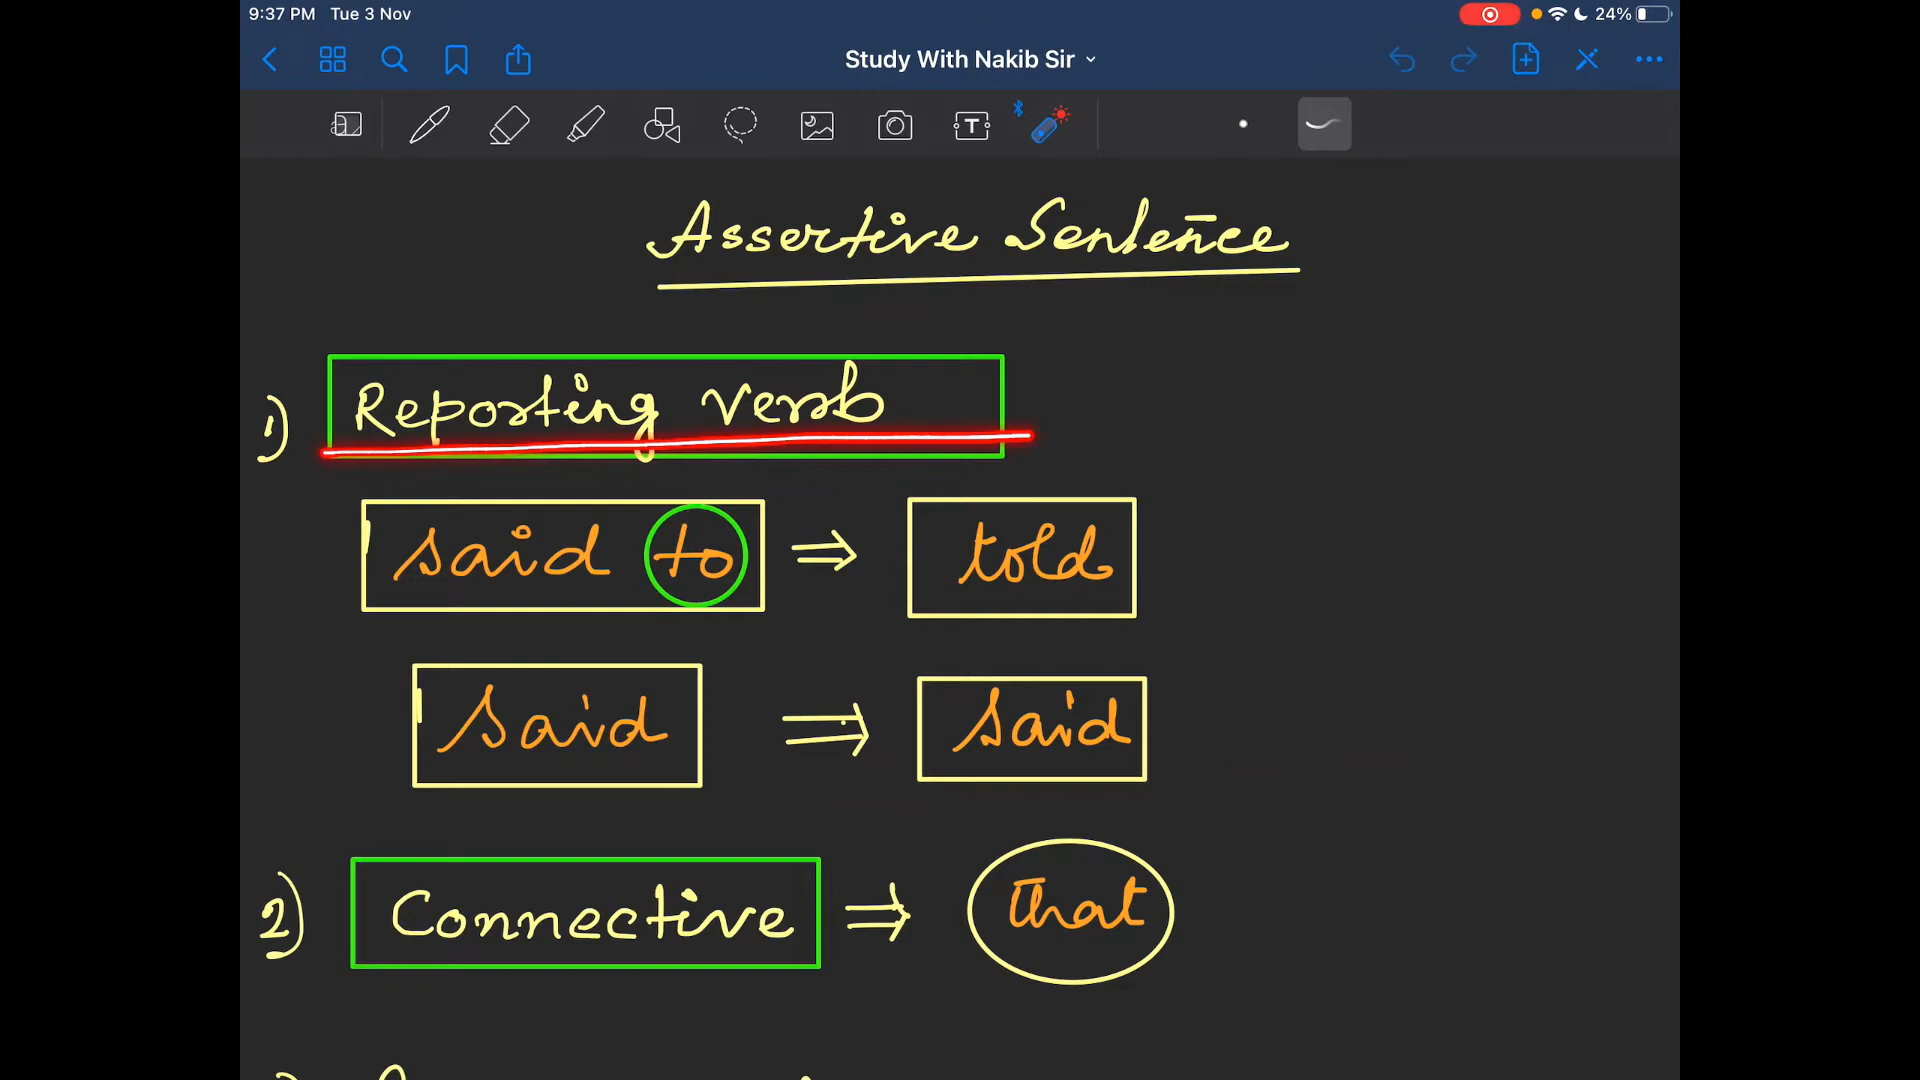 9:37 PM Tue 3 Nov 24%
Study With Nakib Sir
Assertive Sentence
1) Reporting verb
said to ⇒ told
Said ⇒ Said
2) Connective ⇒ that